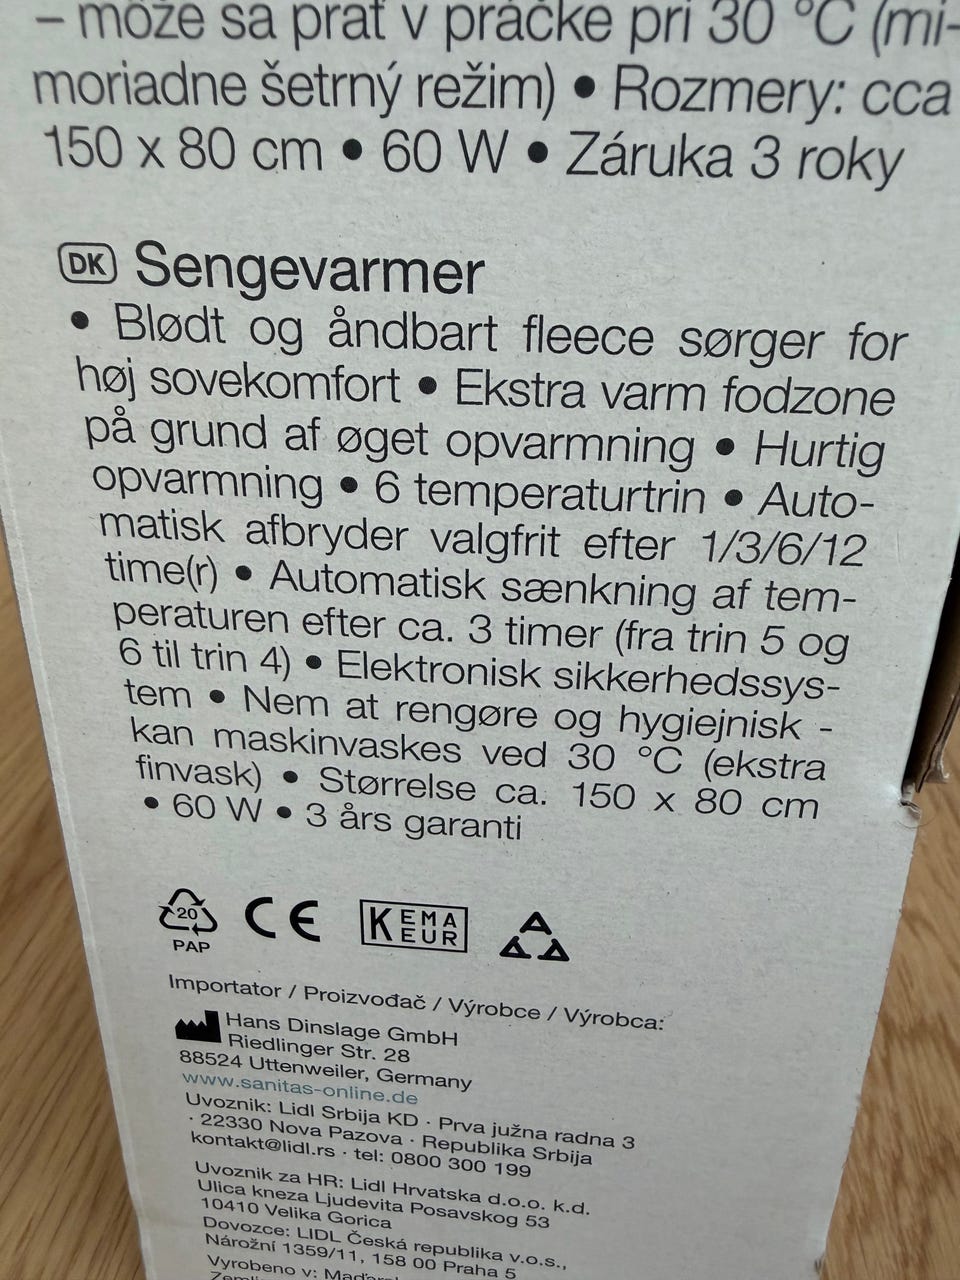 – môže sa prať v práčke pri 30 °C (mi-
moriadne šetrný režim) • Rozmery: cca
150 x 80 cm • 60 W • Záruka 3 roky
DK Sengevarmer
• Blødt og åndbart fleece sørger for
høj sovekomfort • Ekstra varm fodzone
på grund af øget opvarmning • Hurtig
opvarmning • 6 temperaturtrin • Auto-
matisk afbryder valgfrit efter 1/3/6/12
time(r) • Automatisk sænkning af tem-
peraturen efter ca. 3 timer (fra trin 5 og
6 til trin 4) • Elektronisk sikkerhedssys-
tem • Nem at rengøre og hygiejnisk -
kan maskinvaskes ved 30 °C (ekstra
finvask) • Størrelse ca. 150 x 80 cm
• 60 W • 3 års garanti
20
PAP
CE
KEMA
EUR
Importator / Proizvođač / Výrobce / Výrobca:
Hans Dinslage GmbH
Riedlinger Str. 28
88524 Uttenweiler, Germany
www.sanitas-online.de
Uvoznik: Lidl Srbija KD · Prva južna radna 3
· 22330 Nova Pazova · Republika Srbija
kontakt@lidl.rs · tel: 0800 300 199
Uvoznik za HR: Lidl Hrvatska d.o.o. k.d.
Ulica kneza Ljudevita Posavskog 53
10410 Velika Gorica
Dovozce: LIDL Česká republika v.o.s.,
Nárožní 1359/11, 158 00 Praha 5
Vyrobeno v: